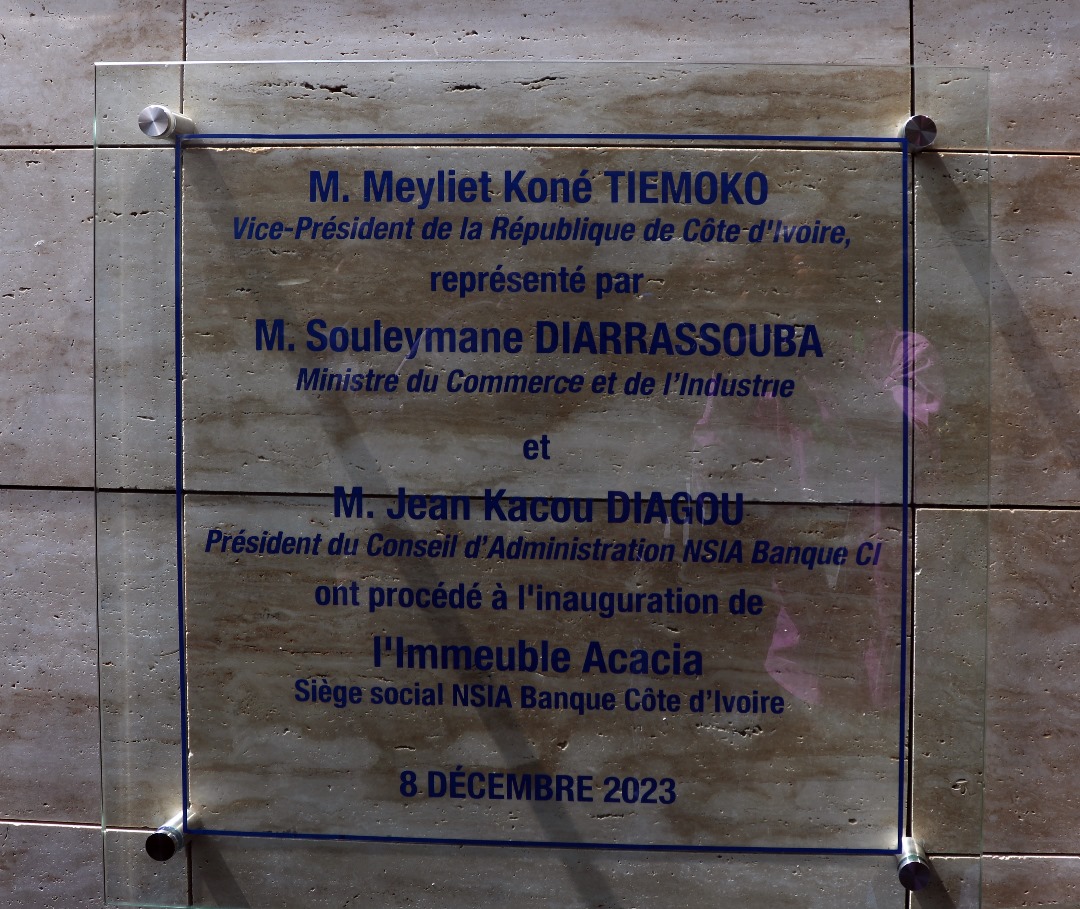 M. Meyliet Koné TIEMOKO
Vice-Président de la République de Côte d'Ivoire,
représenté par
M. Souleymane DIARRASSOUBA
Ministre du Commerce et de l’Industrie
et
M. Jean Kacou DIAGOU
Président du Conseil d’Administration NSIA Banque CI
ont procédé à l'inauguration de
l'Immeuble Acacia
Siège social NSIA Banque Côte d’Ivoire
8 DÉCEMBRE 2023